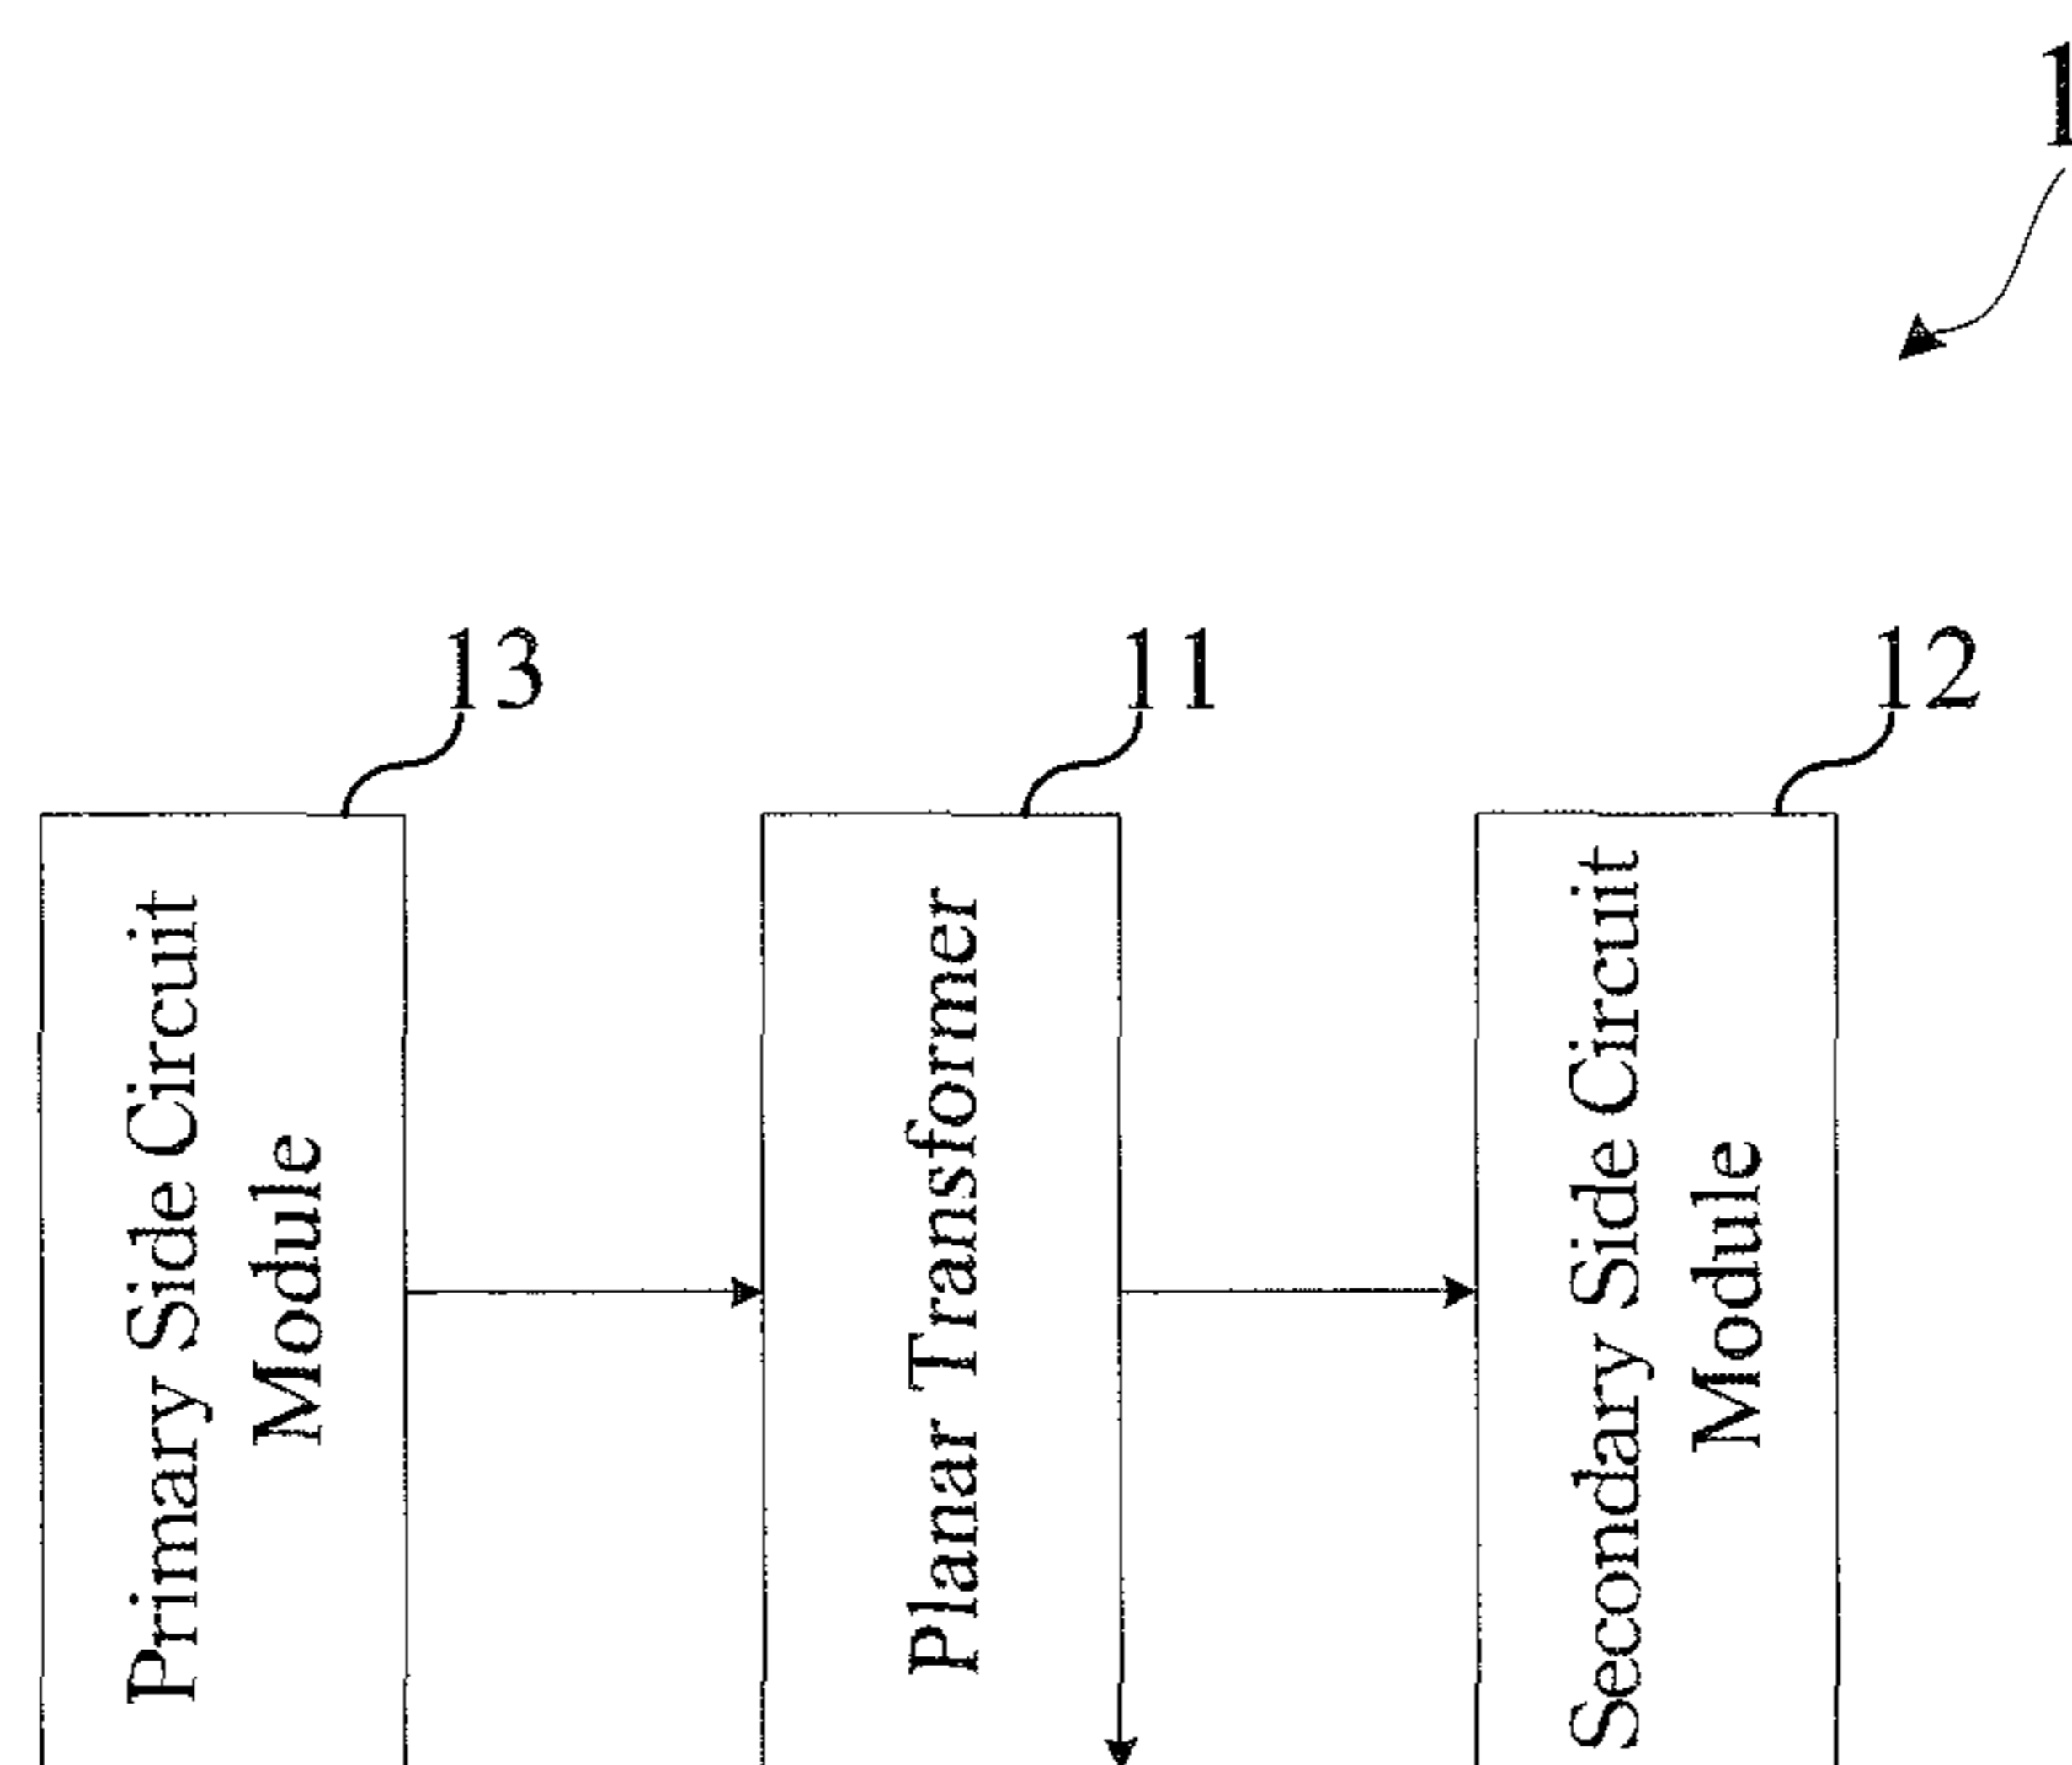 1
13
11
12
Primary Side Circuit
Module
Planar Transformer
Secondary Side Circuit
Module